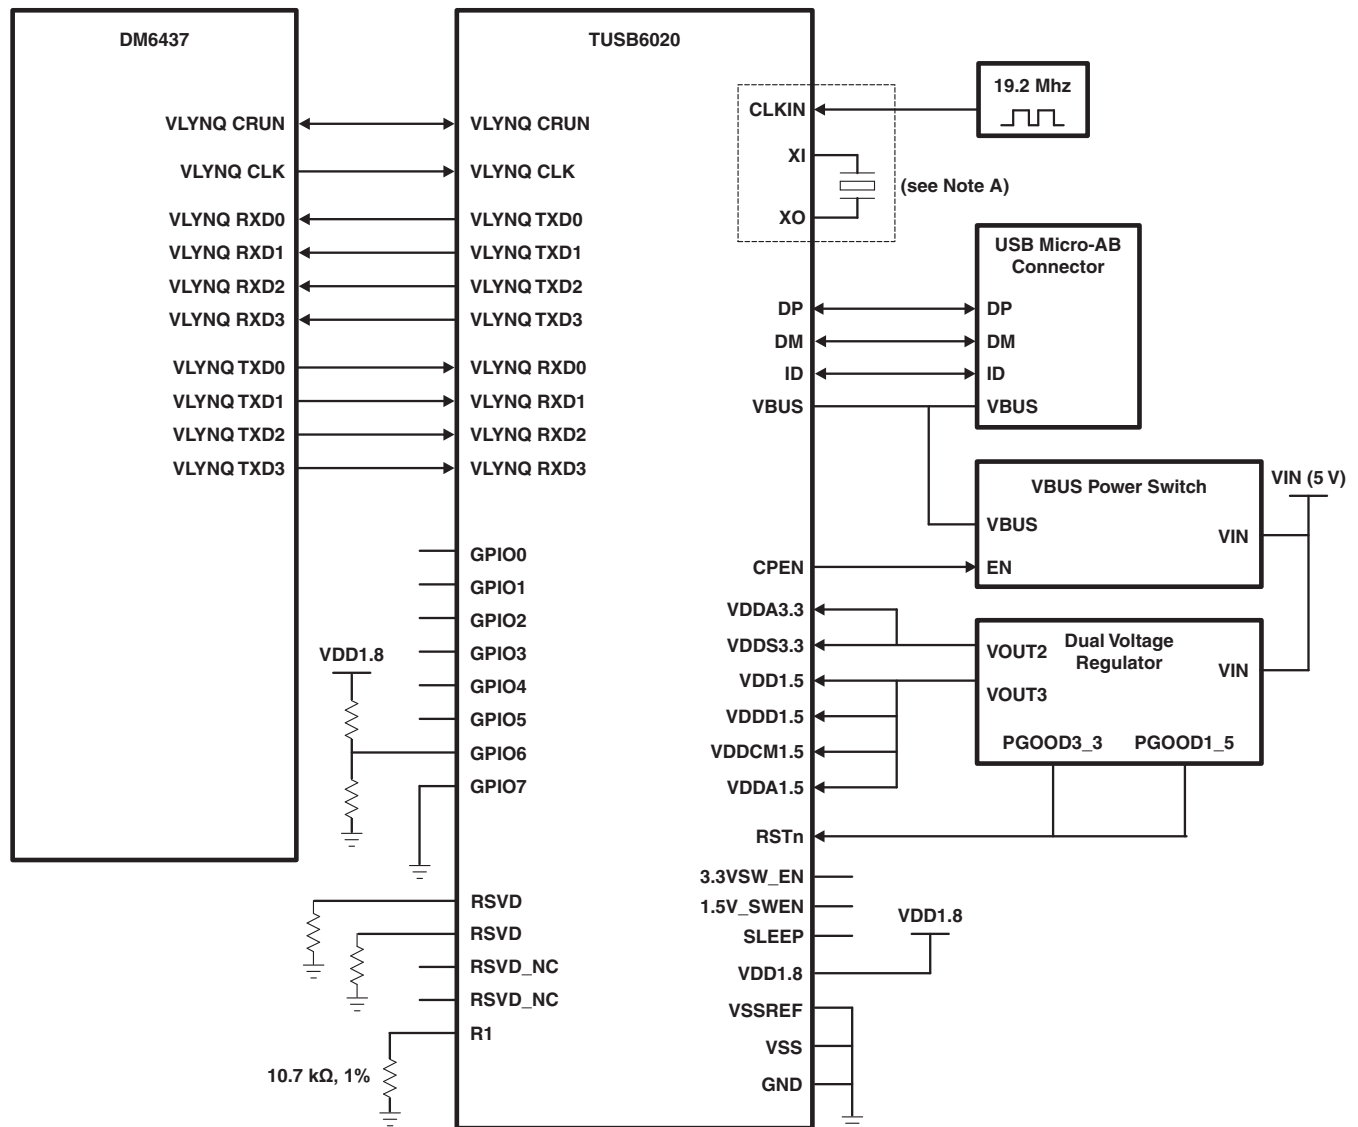 DM6437
VLYNQ CRUN
VLYNQ CLK
VLYNQ RXD0
VLYNQ RXD1
VLYNQ RXD2
VLYNQ RXD3
VLYNQ TXD0
VLYNQ TXD1
VLYNQ TXD2
VLYNQ TXD3
TUSB6020
VLYNQ CRUN
VLYNQ CLK
VLYNQ TXD0
VLYNQ TXD1
VLYNQ TXD2
VLYNQ TXD3
VLYNQ RXD0
VLYNQ RXD1
VLYNQ RXD2
VLYNQ RXD3
GPIO0
GPIO1
GPIO2
GPIO3
GPIO4
GPIO5
GPIO6
GPIO7
VDD1.8
RSVD
RSVD
RSVD_NC
RSVD_NC
R1
10.7 kΩ, 1%
CLKIN
XI
XO
(see Note A)
19.2 Mhz
DP
DM
ID
VBUS
CPEN
VDDA3.3
VDDS3.3
VDD1.5
VDDD1.5
VDDCM1.5
VDDA1.5
RSTn
3.3VSW_EN
1.5V_SWEN
SLEEP
VDD1.8
VSSREF
VSS
GND
VDD1.8
USB Micro-AB
Connector
DP
DM
ID
VBUS
VBUS Power Switch
VBUS
EN
VIN
VIN (5 V)
Dual Voltage
Regulator
VOUT2
VOUT3
VIN
PGOOD3_3
PGOOD1_5